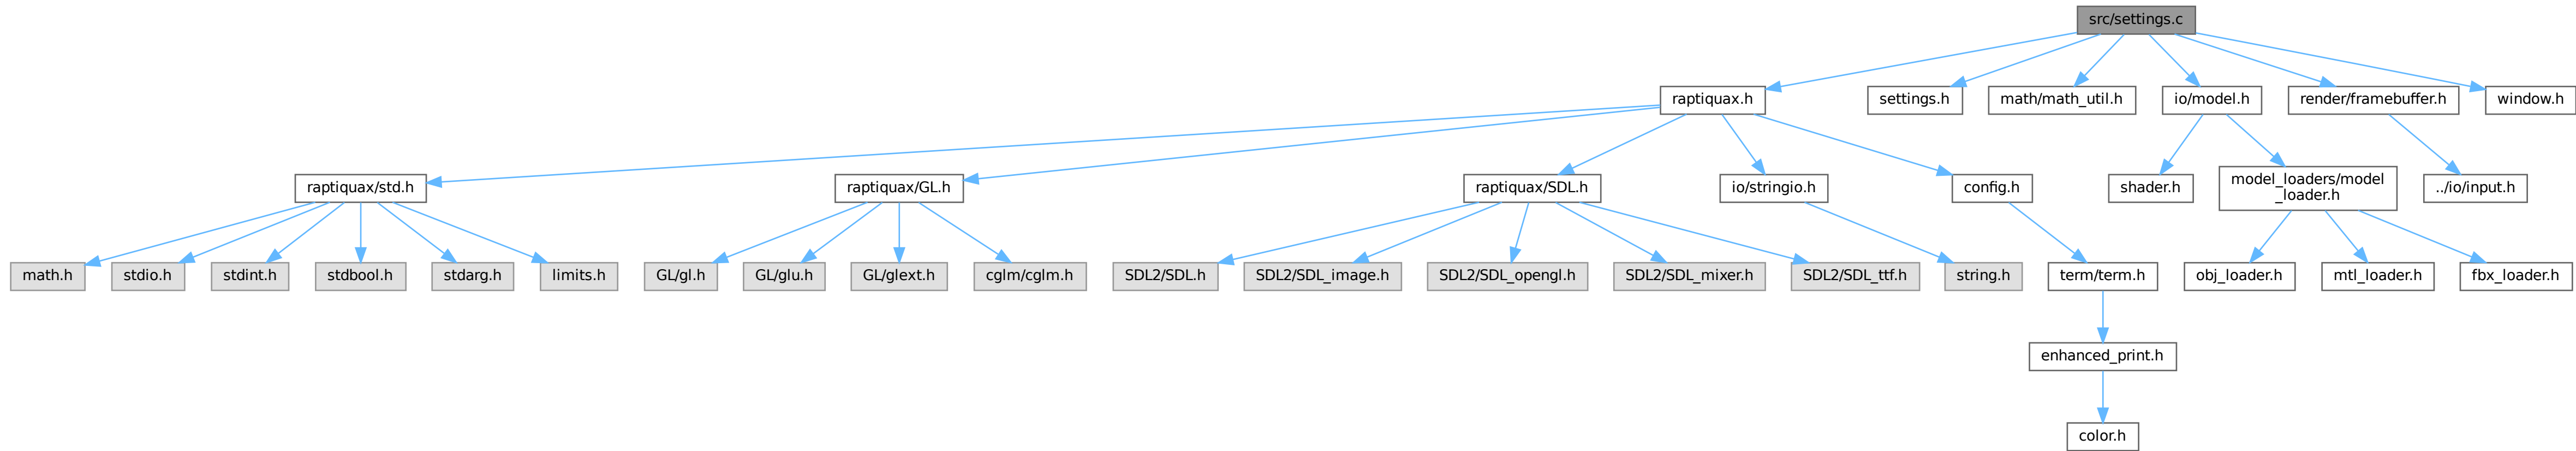 src/settings.c
raptiquax.h
settings.h
math/math_util.h
io/model.h
render/framebuffer.h
window.h
raptiquax/std.h
raptiquax/GL.h
raptiquax/SDL.h
io/stringio.h
config.h
shader.h
model_loaders/model
_loader.h
../io/input.h
math.h
stdio.h
stdint.h
stdbool.h
stdarg.h
limits.h
GL/gl.h
GL/glu.h
GL/glext.h
cglm/cglm.h
SDL2/SDL.h
SDL2/SDL_image.h
SDL2/SDL_opengl.h
SDL2/SDL_mixer.h
SDL2/SDL_ttf.h
string.h
term/term.h
obj_loader.h
mtl_loader.h
fbx_loader.h
enhanced_print.h
color.h